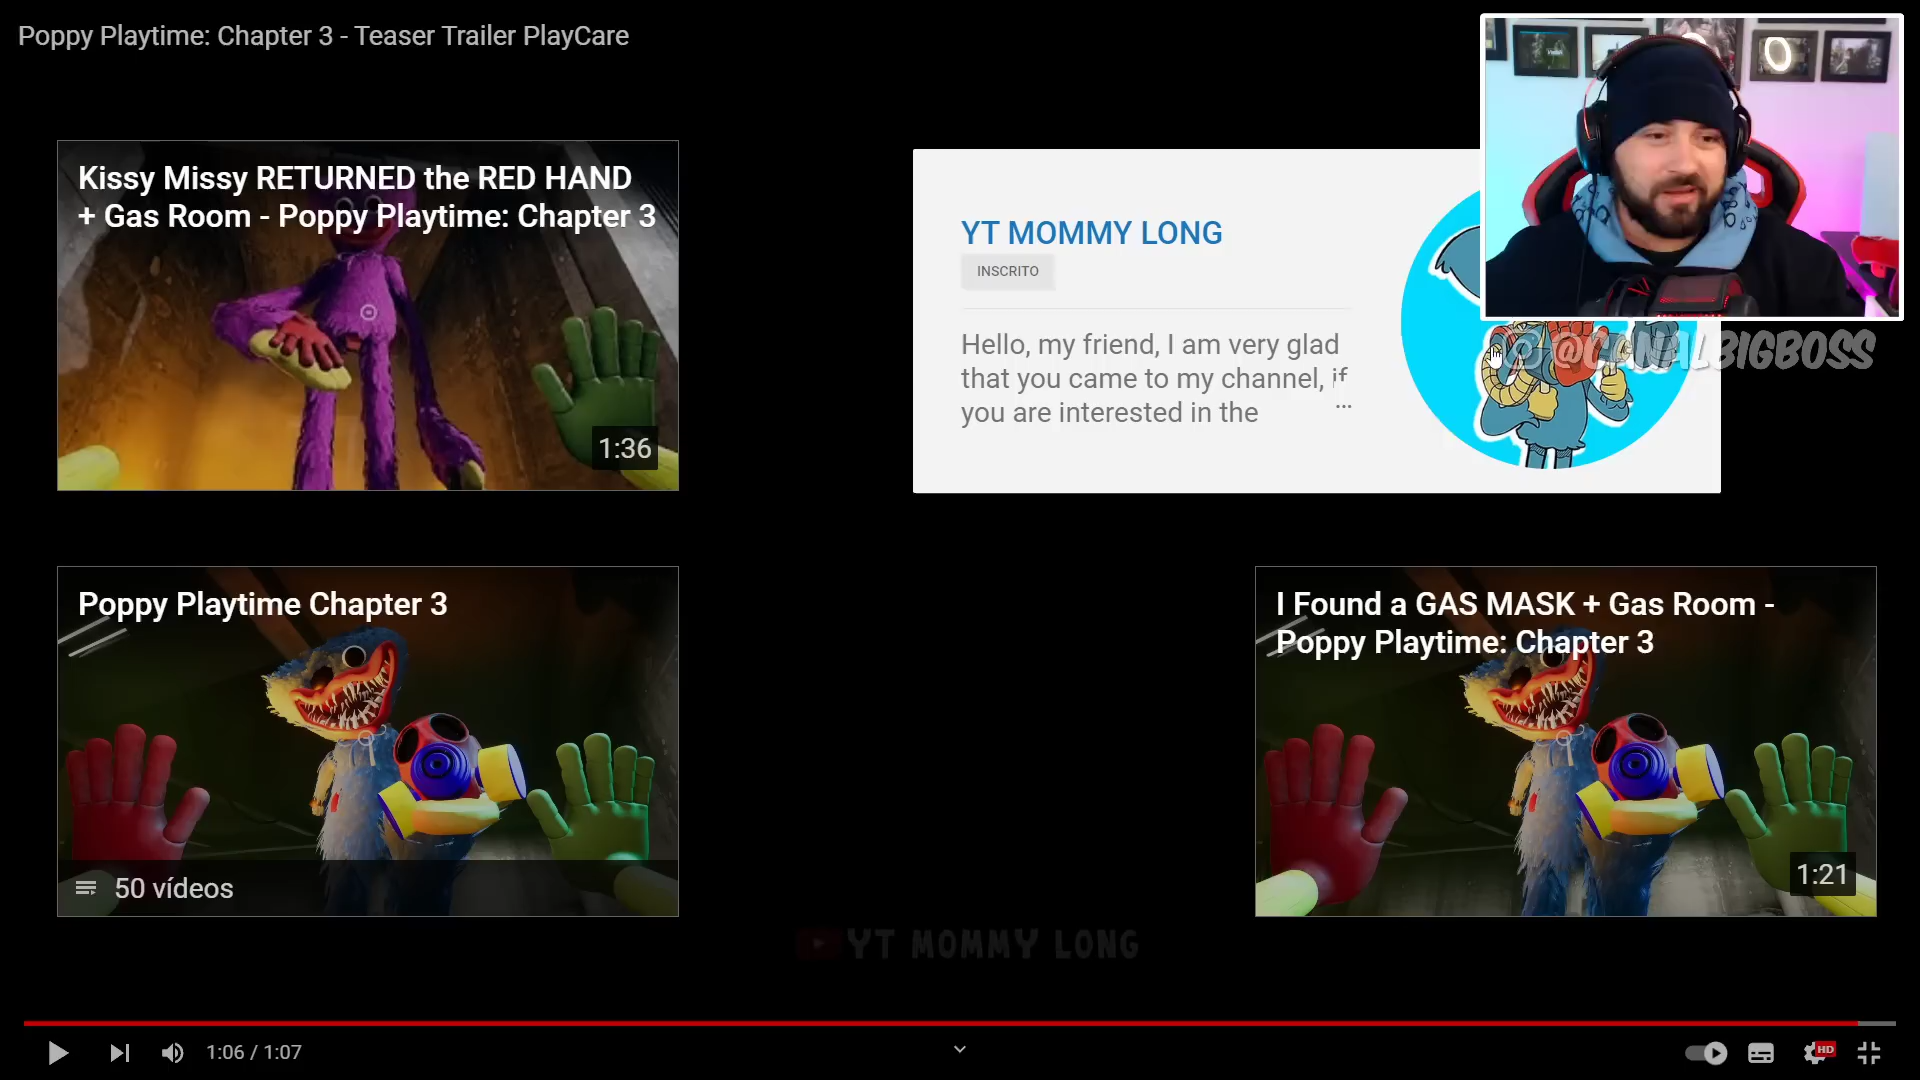 Poppy Playtime: Chapter 3 - Teaser Trailer PlayCare
Kissy Missy RETURNED the RED HAND
+ Gas Room - Poppy Playtime: Chapter 3
1:36
YT MOMMY LONG
INSCRITO
Hello, my friend, I am very glad
that you came to my channel, if
you are interested in the
...
@CANALBIGBOSS
Poppy Playtime Chapter 3
50 vídeos
I Found a GAS MASK + Gas Room -
Poppy Playtime: Chapter 3
1:21
YT MOMMY LONG
1:06 / 1:07
HD